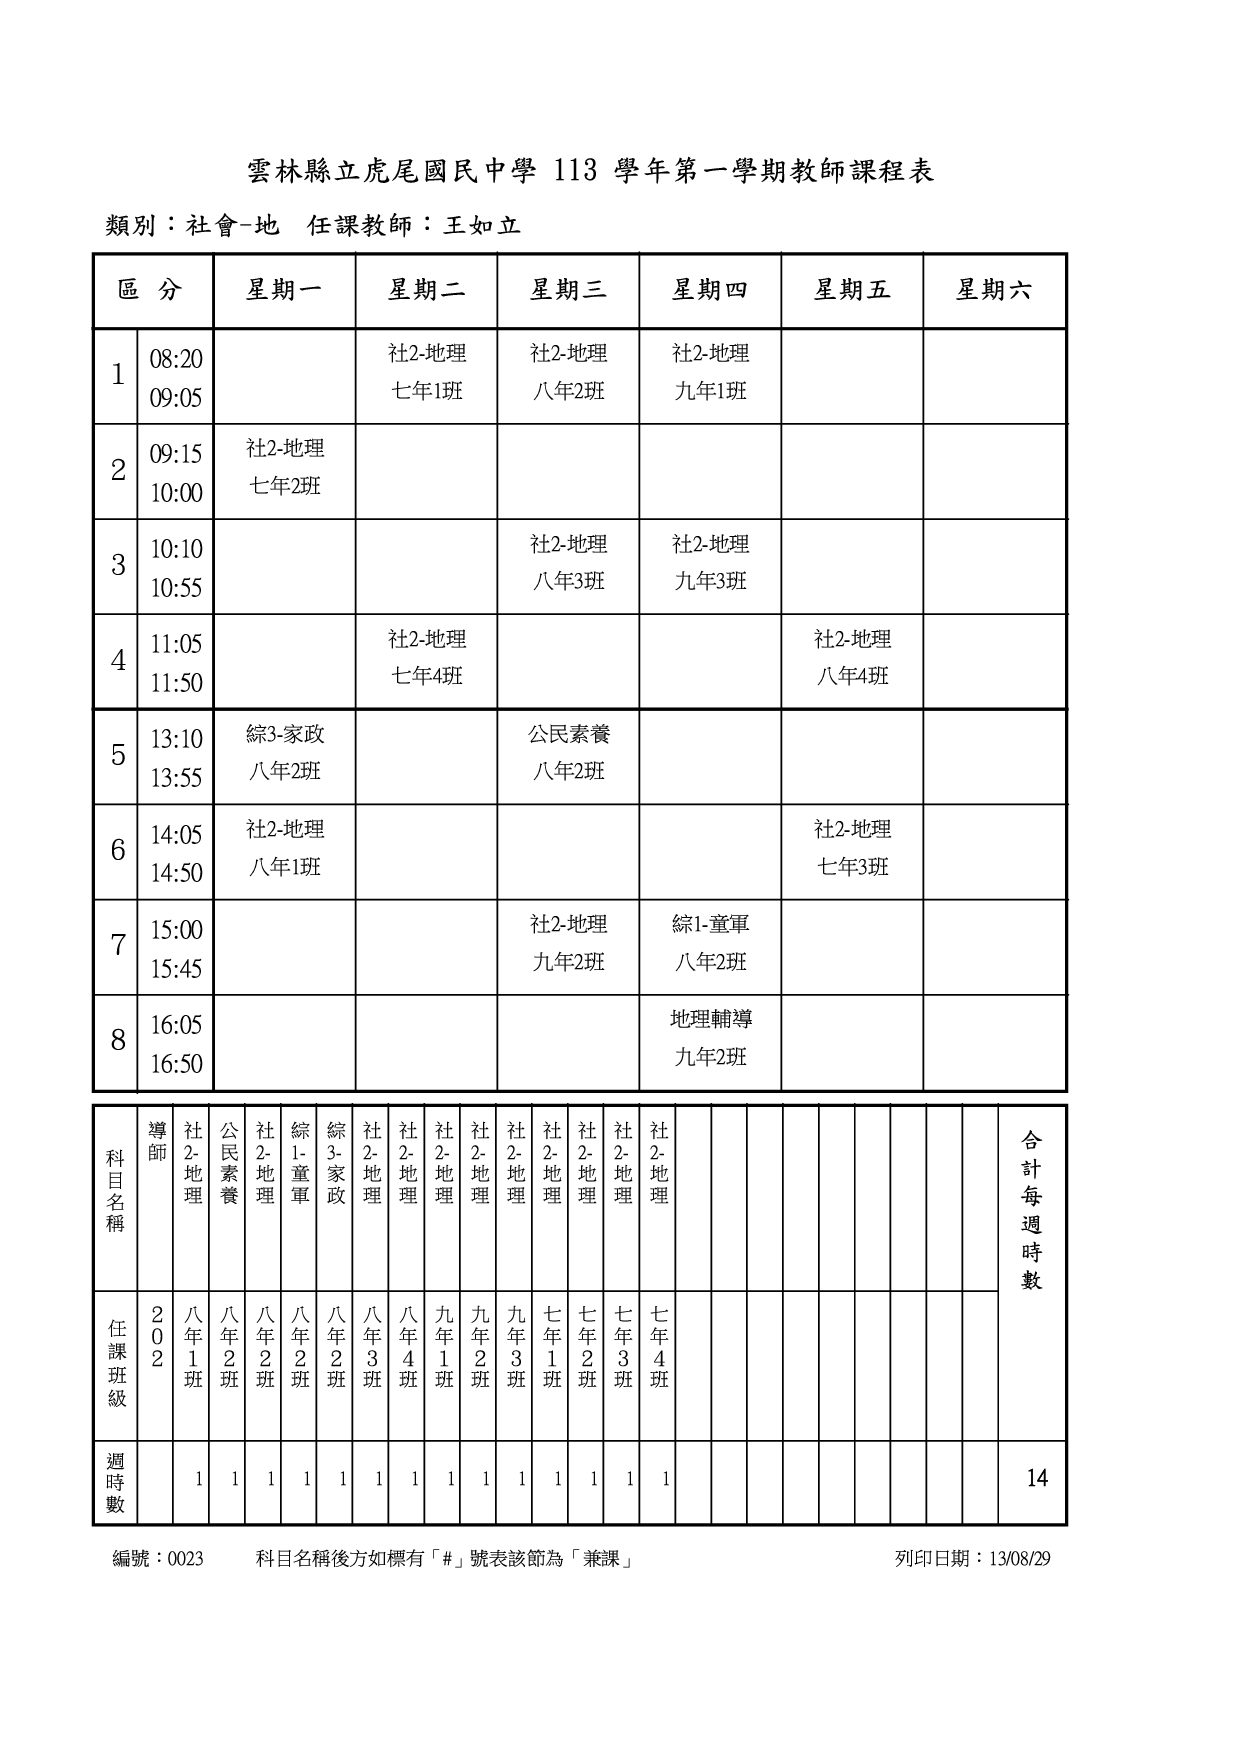 雲林縣立虎尾國民中學 113 學年第一學期教師課程表
類別：社會-地 任課教師：王如立
區 分 星期一 星期二 星期三 星期四 星期五 星期六
1 08:20 09:05 社2-地理 七年1班 社2-地理 八年2班 社2-地理 九年1班
2 09:15 10:00 社2-地理 七年2班
3 10:10 10:55 社2-地理 八年3班 社2-地理 九年3班
4 11:05 11:50 社2-地理 七年4班 社2-地理 八年4班
5 13:10 13:55 綜3-家政 八年2班 公民素養 八年2班
6 14:05 14:50 社2-地理 八年1班 社2-地理 七年3班
7 15:00 15:45 社2-地理 九年2班 綜1-童軍 八年2班
8 16:05 16:50 地理輔導 九年2班
科目名稱 導師 社2-地理 公民素養 社2-地理 綜1-童軍 綜3-家政 社2-地理 社2-地理 社2-地理 社2-地理 社2-地理 社2-地理 社2-地理 社2-地理 社2-地理 合計每週時數
任課班級 202 八年1班 八年2班 八年2班 八年2班 八年2班 八年3班 八年4班 九年1班 九年2班 九年3班 七年1班 七年2班 七年3班 七年4班
週時數 1 1 1 1 1 1 1 1 1 1 1 1 1 1 14
編號：0023 科目名稱後方如標有「#」號表該節為「兼課」 列印日期：13/08/29